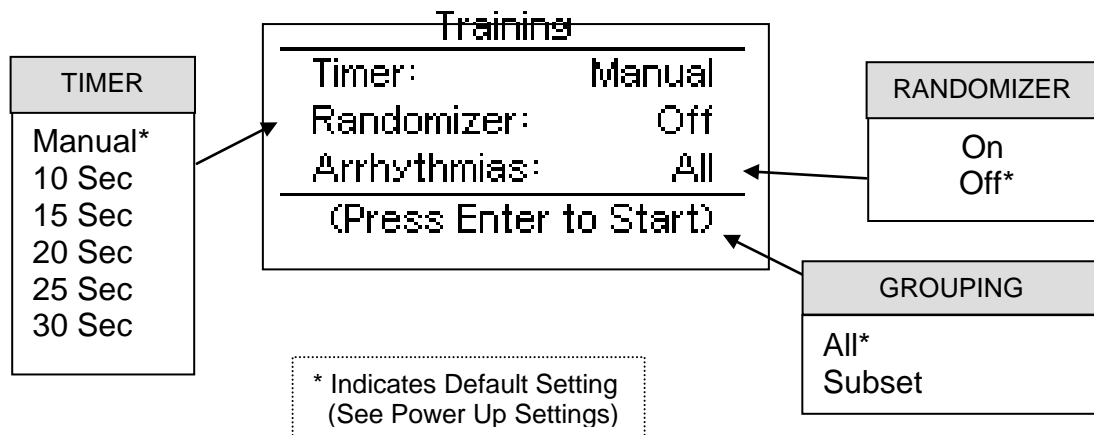 Training
Timer: Manual
Randomizer: Off
Arrhythmias: All
(Press Enter to Start)
TIMER
Manual*
10 Sec
15 Sec
20 Sec
25 Sec
30 Sec
RANDOMIZER
On
Off*
GROUPING
All*
Subset
* Indicates Default Setting
(See Power Up Settings)